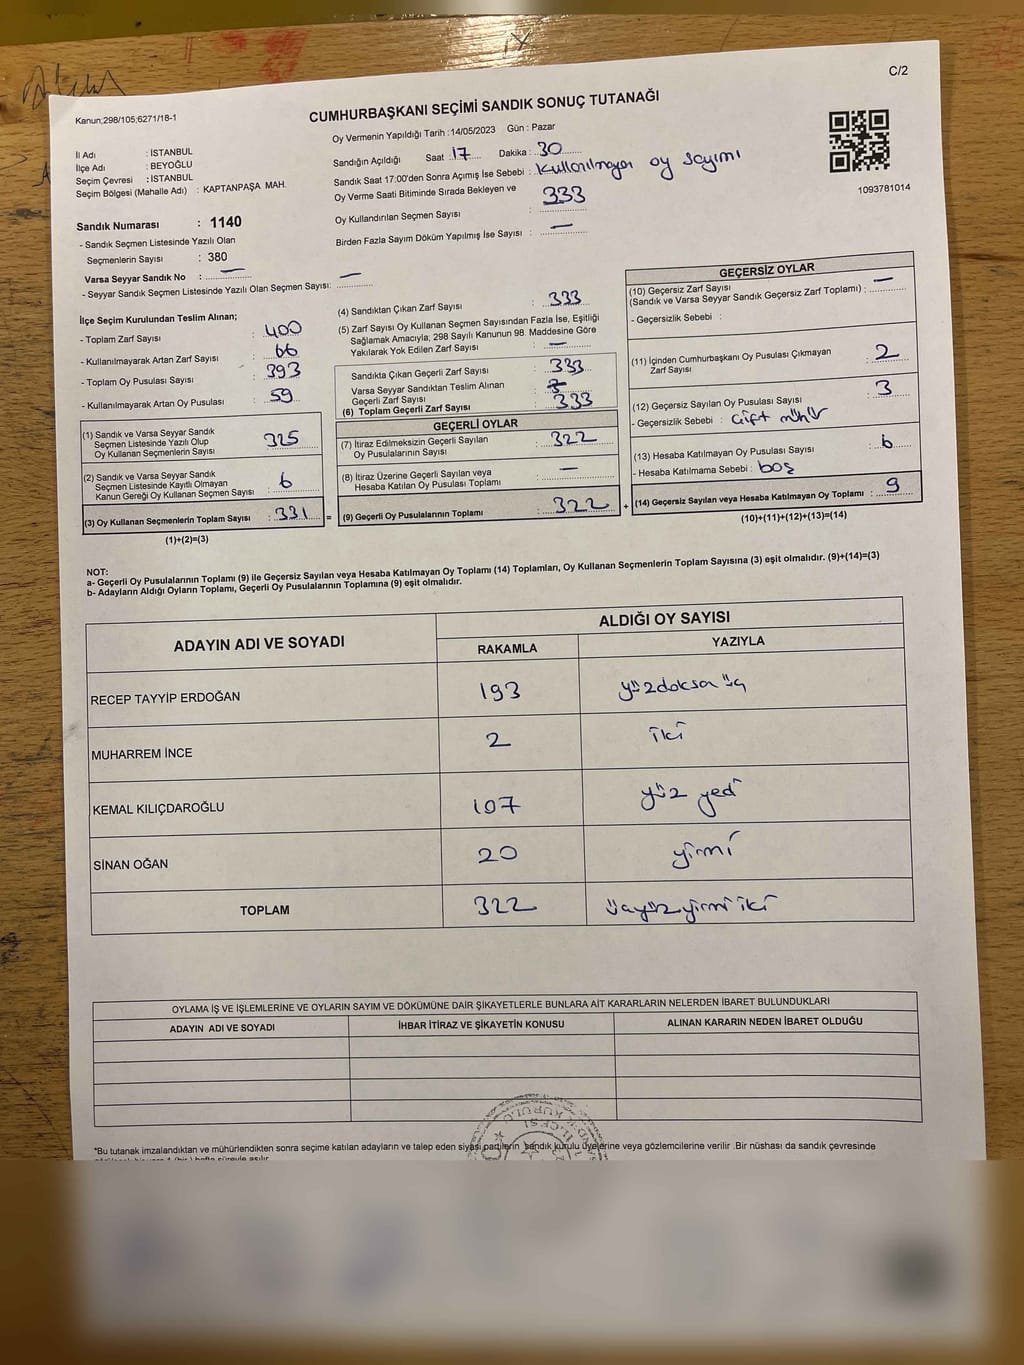 C/2
Kanun;298/105;6271/18-1
CUMHURBAŞKANI SEÇİMİ SANDIK SONUÇ TUTANAĞI
Oy Vermenin Yapıldığı Tarih : 14/05/2023 Gün : Pazar
İl Adı : İSTANBUL
İlçe Adı : BEYOĞLU
Seçim Çevresi : İSTANBUL
Seçim Bölgesi (Mahalle Adı) : KAPTANPAŞA MAH.
Sandığın Açıldığı Saat : 17 Dakika : 30
Sandık Saat 17:00'den Sonra Açımış İse Sebebi : Kullanılmayan oy sayımı
Oy Verme Saati Bitiminde Sırada Bekleyen ve
Oy Kullandırılan Seçmen Sayısı : 333
Birden Fazla Sayım Döküm Yapılmış İse Sayısı : —
1093781014
Sandık Numarası : 1140
- Sandık Seçmen Listesinde Yazılı Olan
Seçmenlerin Sayısı : 380
Varsa Seyyar Sandık No : —
- Seyyar Sandık Seçmen Listesinde Yazılı Olan Seçmen Sayısı: —
İlçe Seçim Kurulundan Teslim Alınan;
- Toplam Zarf Sayısı : 400
- Kullanılmayarak Artan Zarf Sayısı : 66
- Toplam Oy Pusulası Sayısı : 393
- Kullanılmayarak Artan Oy Pusulası : 59
(1) Sandık ve Varsa Seyyar Sandık
Seçmen Listesinde Yazılı Olup
Oy Kullanan Seçmenlerin Sayısı : 325
(2) Sandık ve Varsa Seyyar Sandık
Seçmen Listesinde Kayıtlı Olmayan
Kanun Gereği Oy Kullanan Seçmen Sayısı : 6
(3) Oy Kullanan Seçmenlerin Toplam Sayısı : 331 =
(1)+(2)=(3)
(4) Sandıktan Çıkan Zarf Sayısı : 333
(5) Zarf Sayısı Oy Kullanan Seçmen Sayısından Fazla İse, Eşitliği
Sağlamak Amacıyla; 298 Sayılı Kanunun 98. Maddesine Göre
Yakılarak Yok Edilen Zarf Sayısı : —
Sandıkta Çıkan Geçerli Zarf Sayısı : 333
Varsa Seyyar Sandıktan Teslim Alınan
Geçerli Zarf Sayısı :
(6) Toplam Geçerli Zarf Sayısı : 333
GEÇERLİ OYLAR
(7) İtiraz Edilmeksizin Geçerli Sayılan
Oy Pusulalarının Sayısı : 322
(8) İtiraz Üzerine Geçerli Sayılan veya
Hesaba Katılan Oy Pusulası Toplamı : —
(9) Geçerli Oy Pusulalarının Toplamı : 322 +
GEÇERSİZ OYLAR
(10) Geçersiz Zarf Sayısı
(Sandık ve Varsa Seyyar Sandık Geçersiz Zarf Toplamı) : —
- Geçersizlik Sebebi :
(11) İçinden Cumhurbaşkanı Oy Pusulası Çıkmayan
Zarf Sayısı : 2
(12) Geçersiz Sayılan Oy Pusulası Sayısı : 3
- Geçersizlik Sebebi : Çift mühür
(13) Hesaba Katılmayan Oy Pusulası Sayısı : 6
- Hesaba Katılmama Sebebi : boş
(14) Geçersiz Sayılan veya Hesaba Katılmayan Oy Toplamı : 9
(10)+(11)+(12)+(13)=(14)
NOT:
a- Geçerli Oy Pusulalarının Toplamı (9) ile Geçersiz Sayılan veya Hesaba Katılmayan Oy Toplamı (14) Toplamları, Oy Kullanan Seçmenlerin Toplam Sayısına (3) eşit olmalıdır. (9)+(14)=(3)
b- Adayların Aldığı Oyların Toplamı, Geçerli Oy Pusulalarının Toplamına (9) eşit olmalıdır.
ADAYIN ADI VE SOYADI
ALDIĞI OY SAYISI
RAKAMLA YAZIYLA
RECEP TAYYİP ERDOĞAN 193 yüzdoksa üç
MUHARREM İNCE 2 iki
KEMAL KILIÇDAROĞLU 107 yüz yedi
SİNAN OĞAN 20 yirmi
TOPLAM 322 üçyüz yirmi iki
OYLAMA İŞ VE İŞLEMLERİNE VE OYLARIN SAYIM VE DÖKÜMÜNE DAİR ŞİKAYETLERLE BUNLARA AİT KARARLARIN NELERDEN İBARET BULUNDUKLARI
ADAYIN ADI VE SOYADI İHBAR İTİRAZ VE ŞİKAYETİN KONUSU ALINAN KARARIN NEDEN İBARET OLDUĞU
*Bu tutanak imzalandıktan ve mühürlendikten sonra seçime katılan adayların ve talep eden siyasi partilerin sandık kurulu üyelerine veya gözlemcilerine verilir .Bir nüshası da sandık çevresinde